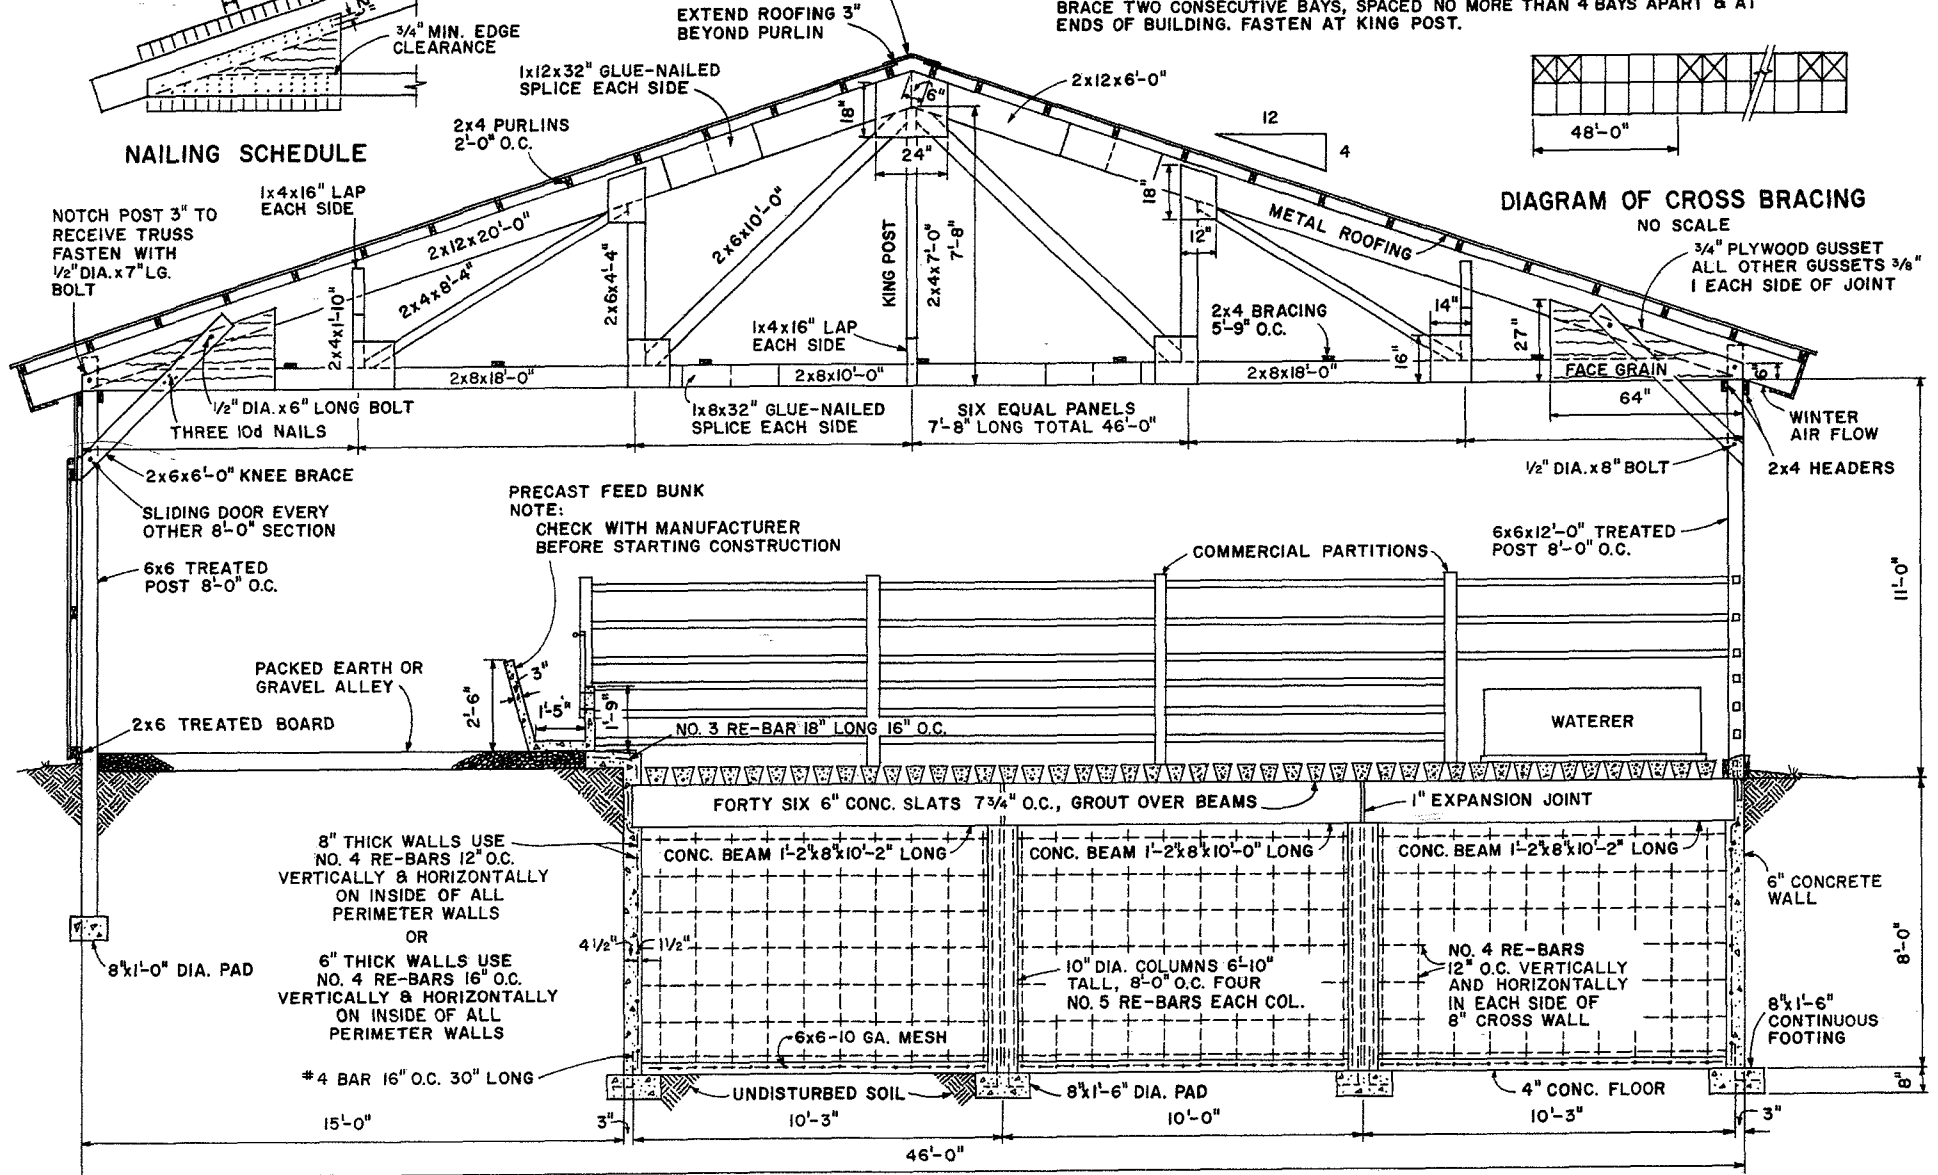 BRACE TWO CONSECUTIVE BAYS, SPACED NO MORE THAN 4 BAYS APART & AT
ENDS OF BUILDING. FASTEN AT KING POST.
EXTEND ROOFING 3"
BEYOND PURLIN
3/4" MIN. EDGE
CLEARANCE
NAILING SCHEDULE
1x12x32" GLUE-NAILED
SPLICE EACH SIDE
2x4 PURLINS
2'-0" O.C.
1x4x16" LAP
EACH SIDE
NOTCH POST 3" TO
RECEIVE TRUSS
FASTEN WITH
1/2" DIA. x 7" LG.
BOLT
18"
6"
24"
2x12x6'-0"
12
4
48'-0"
DIAGRAM OF CROSS BRACING
NO SCALE
3/4" PLYWOOD GUSSET
ALL OTHER GUSSETS 3/8"
1 EACH SIDE OF JOINT
2x12x20'-0"
2x4x8'-4"
2x4x1'-10"
2x6x4'-4"
2x6x10'-0"
KING POST
2x4x7'-0"
7'-8"
18"
12"
METAL ROOFING
1x4x16" LAP
EACH SIDE
2x4 BRACING
5'-9" O.C.
14"
16"
27"
FACE GRAIN
6"
64"
2x8x18'-0"
2x8x10'-0"
2x8x18'-0"
1/2" DIA. x 6" LONG BOLT
THREE 10d NAILS
1x8x32" GLUE-NAILED
SPLICE EACH SIDE
SIX EQUAL PANELS
7'-8" LONG TOTAL 46'-0"
WINTER
AIR FLOW
2x4 HEADERS
1/2" DIA. x 8" BOLT
2x6x6'-0" KNEE BRACE
SLIDING DOOR EVERY
OTHER 8'-0" SECTION
PRECAST FEED BUNK
NOTE:
CHECK WITH MANUFACTURER
BEFORE STARTING CONSTRUCTION
6x6 TREATED
POST 8'-0" O.C.
COMMERCIAL PARTITIONS
6x6x12'-0" TREATED
POST 8'-0" O.C.
11'-0"
PACKED EARTH OR
GRAVEL ALLEY
2'-6"
3"
1'-5"
1'-9"
2x6 TREATED BOARD
NO. 3 RE-BAR 18" LONG 16" O.C.
WATERER
FORTY SIX 6" CONC. SLATS 7 3/4" O.C., GROUT OVER BEAMS
1" EXPANSION JOINT
CONC. BEAM 1'-2"x8"x10'-2" LONG
CONC. BEAM 1'-2"x8"x10'-0" LONG
CONC. BEAM 1'-2"x8"x10'-2" LONG
8" THICK WALLS USE
NO. 4 RE-BARS 12" O.C.
VERTICALLY & HORIZONTALLY
ON INSIDE OF ALL
PERIMETER WALLS
OR
6" THICK WALLS USE
NO. 4 RE-BARS 16" O.C.
VERTICALLY & HORIZONTALLY
ON INSIDE OF ALL
PERIMETER WALLS
6" CONCRETE
WALL
4 1/2"
1 1/2"
8"x1'-0" DIA. PAD
10" DIA. COLUMNS 6'-10"
TALL, 8'-0" O.C. FOUR
NO. 5 RE-BARS EACH COL.
NO. 4 RE-BARS
12" O.C. VERTICALLY
AND HORIZONTALLY
IN EACH SIDE OF
8" CROSS WALL
8'-0"
8"x1'-6"
CONTINUOUS
FOOTING
6x6-10 GA. MESH
#4 BAR 16" O.C. 30" LONG
UNDISTURBED SOIL
8"x1'-6" DIA. PAD
4" CONC. FLOOR
8"
15'-0"
3"
10'-3"
10'-0"
10'-3"
3"
46'-0"